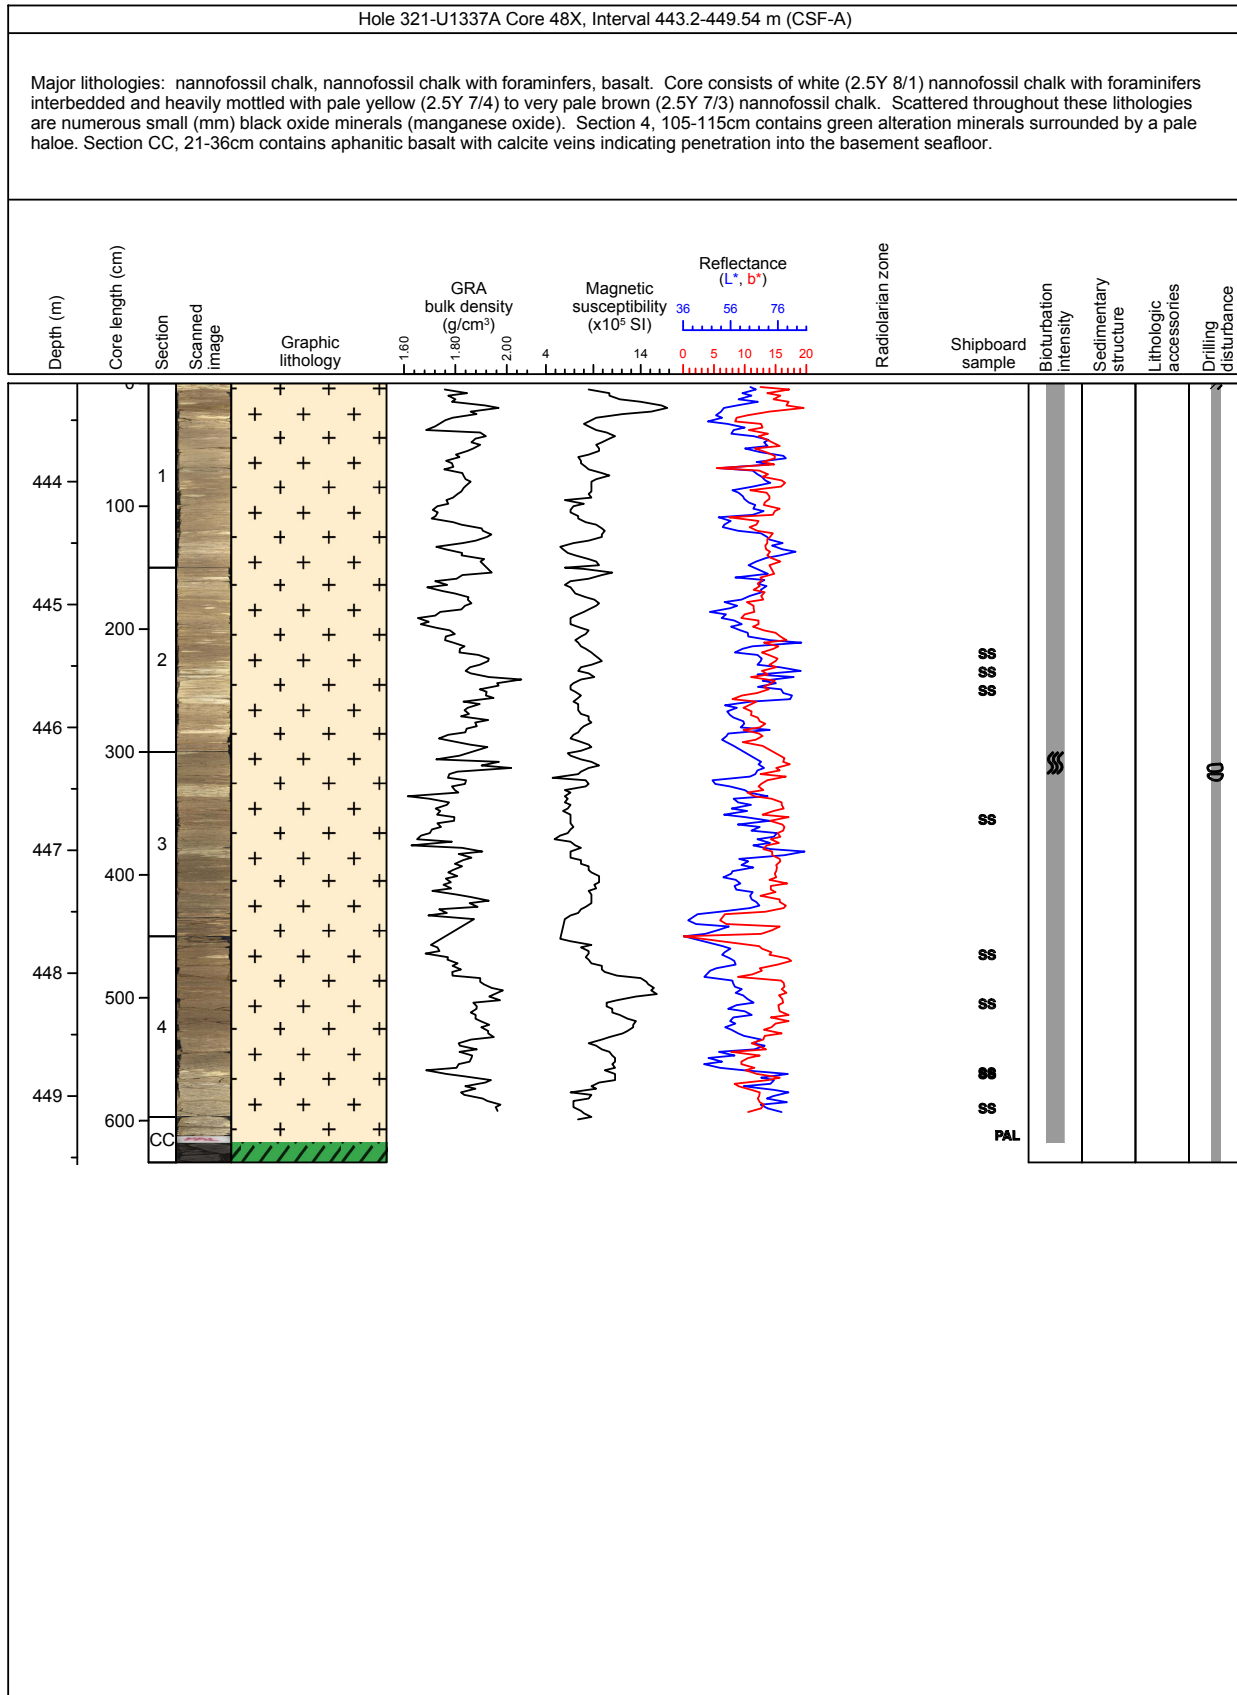 Hole 321-U1337A Core 48X, Interval 443.2-449.54 m (CSF-A)
Major lithologies: nannofossil chalk, nannofossil chalk with foraminfers, basalt. Core consists of white (2.5Y 8/1) nannofossil chalk with foraminifers
interbedded and heavily mottled with pale yellow (2.5Y 7/4) to very pale brown (2.5Y 7/3) nannofossil chalk. Scattered throughout these lithologies
are numerous small (mm) black oxide minerals (manganese oxide). Section 4, 105-115cm contains green alteration minerals surrounded by a pale
haloe. Section CC, 21-36cm contains aphanitic basalt with calcite veins indicating penetration into the basement seafloor.
Depth (m)
Core length (cm)
Section
Scanned
image
Graphic
lithology
GRA
bulk density
(g/cm³)
1.60 1.80 2.00
Magnetic
susceptibility
(x10⁵ SI)
4 14
Reflectance
(L*, b*)
36 56 76
0 5 10 15 20
Radiolarian zone
Shipboard
sample
Bioturbation
intensity
Sedimentary
structure
Lithologic
accessories
Drilling
disturbance
0
444
1
100
445
200
2
SS
SS
SS
446
300
SS
447
3
400
SS
448
500
SS
4
SS
449
SS
600
CC
PAL